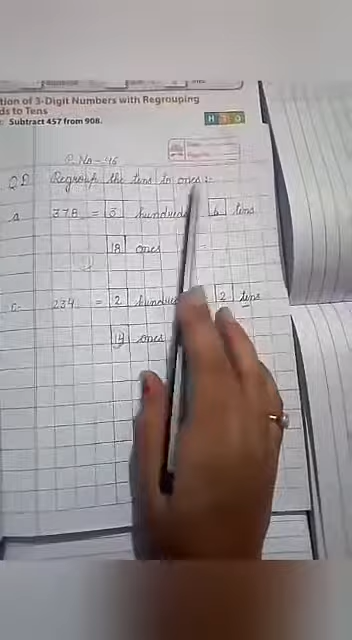 tion of 3-Digit Numbers with Regrouping
ds to Tens
Subtract 457 from 908.
H T O
P.No-46
Q2 Regroup the tens to ones :-
a. 378 = 3 hundreds 6 tens
18 ones
234 = 2 hundreds 2 tens
14 ones